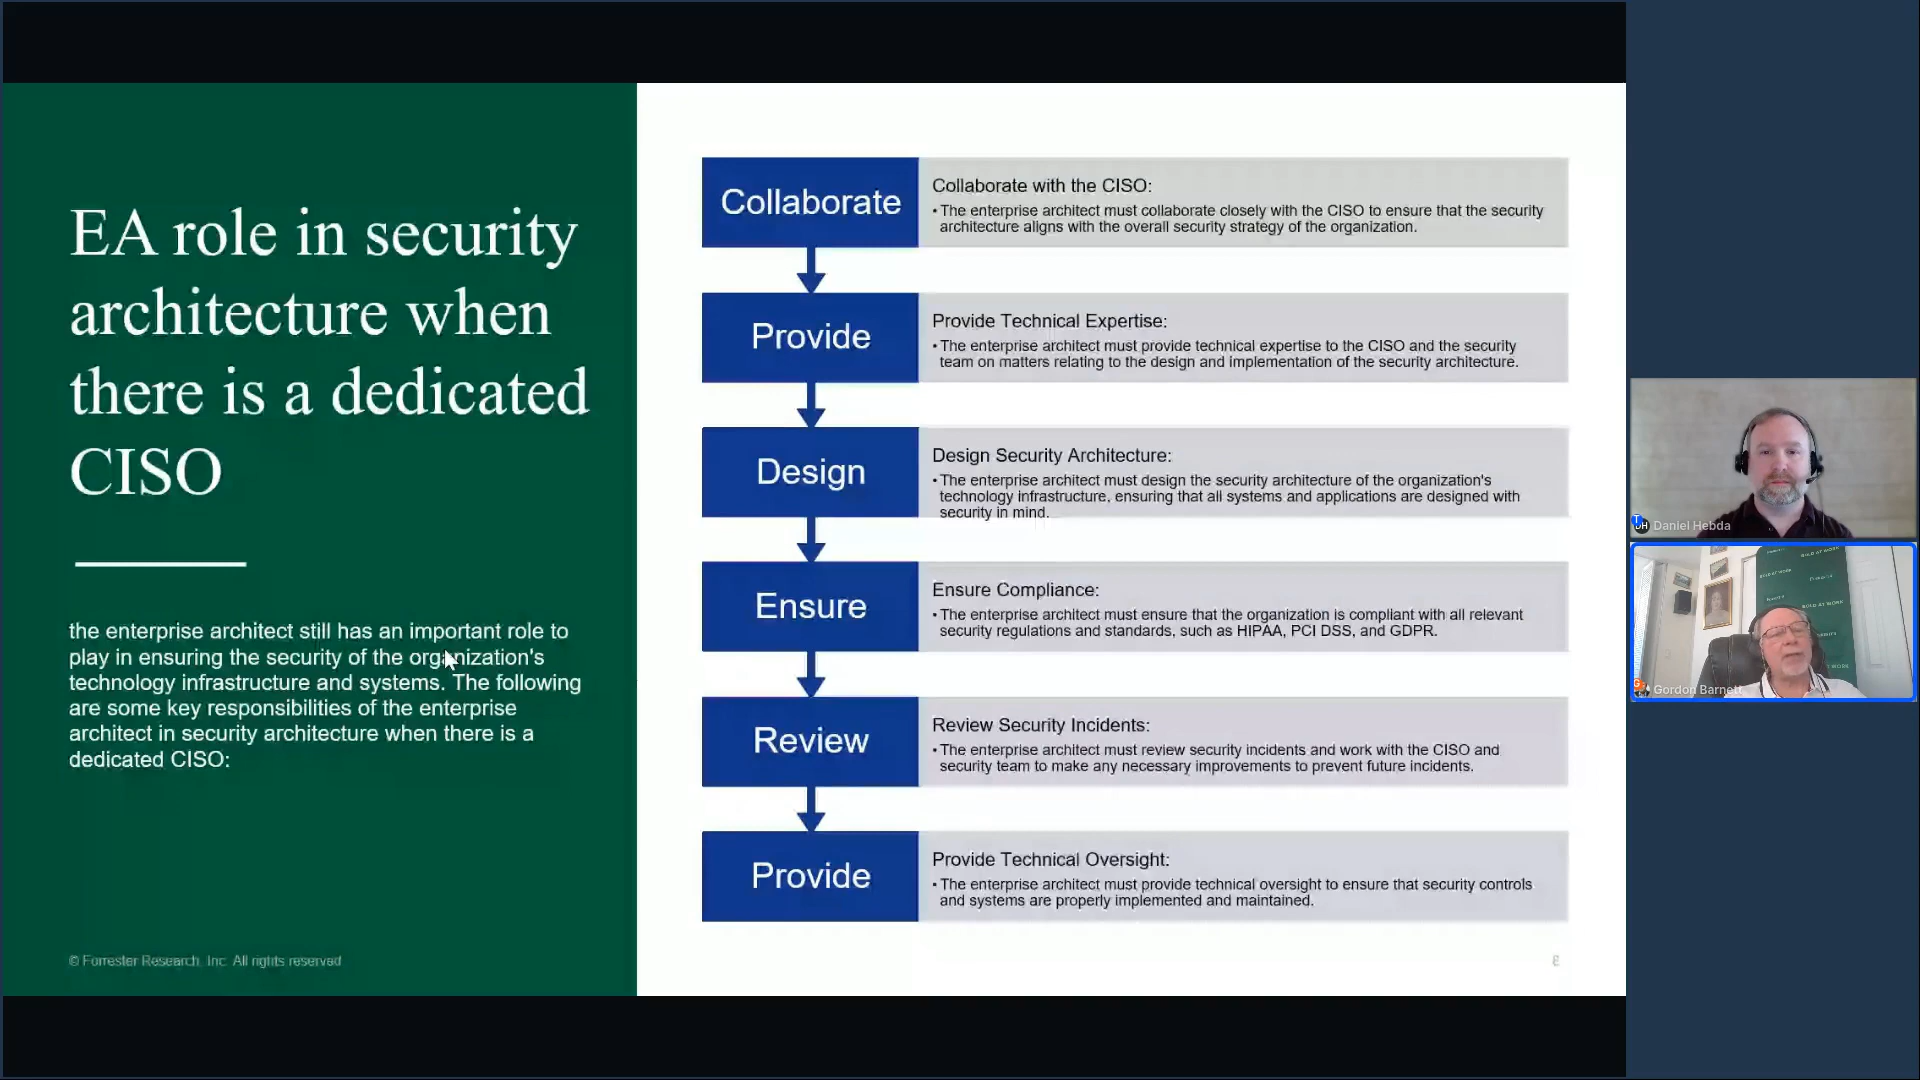 EA role in security
architecture when
there is a dedicated
CISO
the enterprise architect still has an important role to
play in ensuring the security of the organization's
technology infrastructure and systems. The following
are some key responsibilities of the enterprise
architect in security architecture when there is a
dedicated CISO:
© Forrester Research, Inc. All rights reserved
Collaborate
Collaborate with the CISO:
• The enterprise architect must collaborate closely with the CISO to ensure that the security
architecture aligns with the overall security strategy of the organization.
Provide
Provide Technical Expertise:
• The enterprise architect must provide technical expertise to the CISO and the security
team on matters relating to the design and implementation of the security architecture.
Design
Design Security Architecture:
• The enterprise architect must design the security architecture of the organization's
technology infrastructure, ensuring that all systems and applications are designed with
security in mind.
Ensure
Ensure Compliance:
• The enterprise architect must ensure that the organization is compliant with all relevant
security regulations and standards, such as HIPAA, PCI DSS, and GDPR.
Review
Review Security Incidents:
• The enterprise architect must review security incidents and work with the CISO and
security team to make any necessary improvements to prevent future incidents.
Provide
Provide Technical Oversight:
• The enterprise architect must provide technical oversight to ensure that security controls
and systems are properly implemented and maintained.
8
DH Daniel Hebda
BOLD AT WORK
BOLD AT WORK
BOLD AT WORK
Gordon Barnett